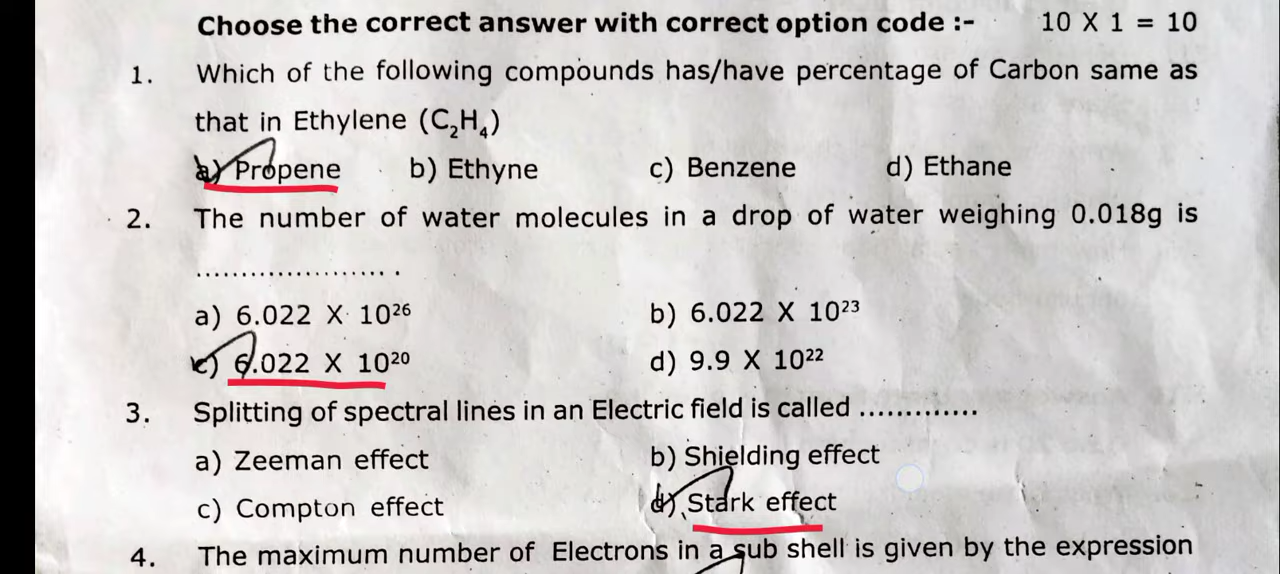 Choose the correct answer with correct option code :- 10 X 1 = 10
1. Which of the following compounds has/have percentage of Carbon same as
that in Ethylene (C₂H₄)
a) Propene b) Ethyne c) Benzene d) Ethane
2. The number of water molecules in a drop of water weighing 0.018g is
...................... .
a) 6.022 X 10²⁶ b) 6.022 X 10²³
c) 6.022 X 10²⁰ d) 9.9 X 10²²
3. Splitting of spectral lines in an Electric field is called .............
a) Zeeman effect b) Shielding effect
c) Compton effect d) Stark effect
4. The maximum number of Electrons in a sub shell is given by the expression